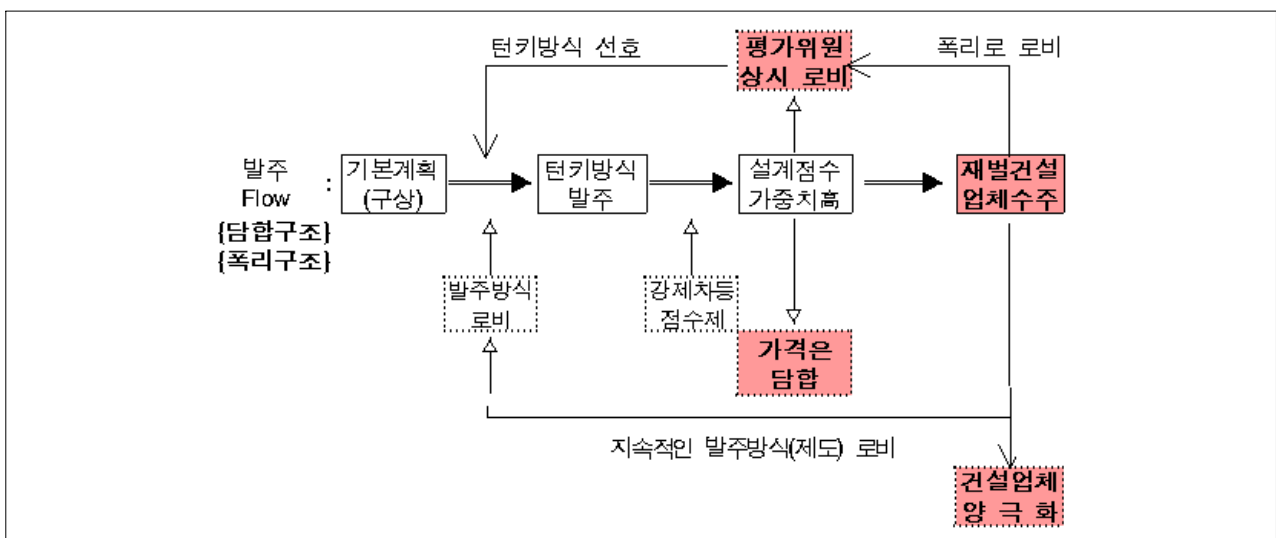 턴키방식 선호
평가위원
상시 로비
폭리로 로비
발주
Flow
{담합구조}
{폭리구조}
:
기본계획
(구상)
턴키방식
발주
설계점수
가중치高
재벌건설
업체수주
발주방식
로비
강제차등
점수제
가격은
담합
지속적인 발주방식(제도) 로비
건설업체
양 극 화